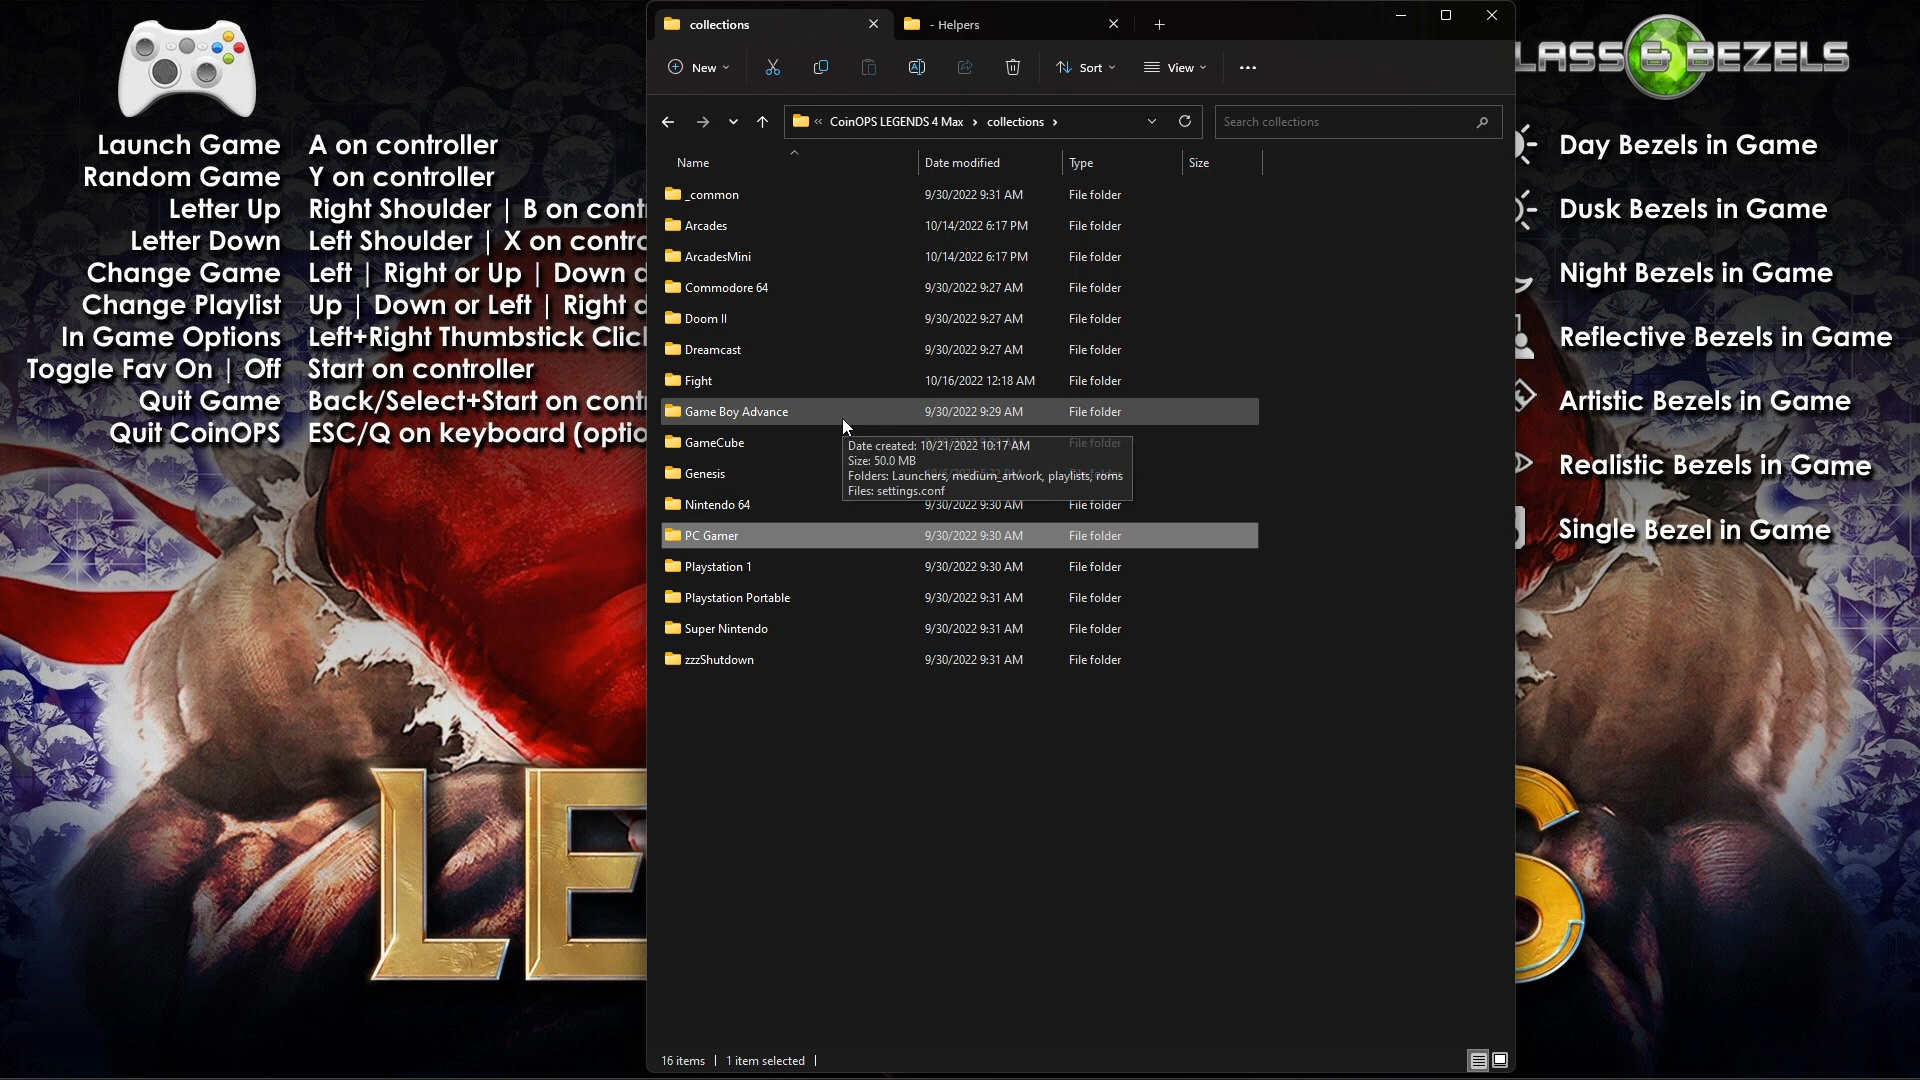 collections
- Helpers
New
Sort
View
CoinOPS LEGENDS 4 Max
collections
Search collections
Name
Date modified
Type
Size
_common 9/30/2022 9:31 AM File folder
Arcades 10/14/2022 6:17 PM File folder
ArcadesMini 10/14/2022 6:17 PM File folder
Commodore 64 9/30/2022 9:27 AM File folder
Doom II 9/30/2022 9:27 AM File folder
Dreamcast 9/30/2022 9:27 AM File folder
Fight 10/16/2022 12:18 AM File folder
Game Boy Advance 9/30/2022 9:29 AM File folder
GameCube File folder
Genesis
Nintendo 64 9/30/2022 9:30 AM File folder
PC Gamer 9/30/2022 9:30 AM File folder
Playstation 1 9/30/2022 9:30 AM File folder
Playstation Portable 9/30/2022 9:31 AM File folder
Super Nintendo 9/30/2022 9:31 AM File folder
zzzShutdown 9/30/2022 9:31 AM File folder
Date created: 10/21/2022 10:17 AM
Size: 50.0 MB
Folders: Launchers, medium_artwork, playlists, roms
Files: settings.conf
16 items
1 item selected
Launch Game A on controller
Random Game Y on controller
Letter Up Right Shoulder | B on cont
Letter Down Left Shoulder | X on contro
Change Game Left | Right or Up | Down d
Change Playlist Up | Down or Left | Right d
In Game Options Left+Right Thumbstick Clic
Toggle Fav On | Off Start on controller
Quit Game Back/Select+Start on cont
Quit CoinOPS ESC/Q on keyboard (optio
LASS & BEZELS
Day Bezels in Game
Dusk Bezels in Game
Night Bezels in Game
Reflective Bezels in Game
Artistic Bezels in Game
Realistic Bezels in Game
Single Bezel in Game
LE
S